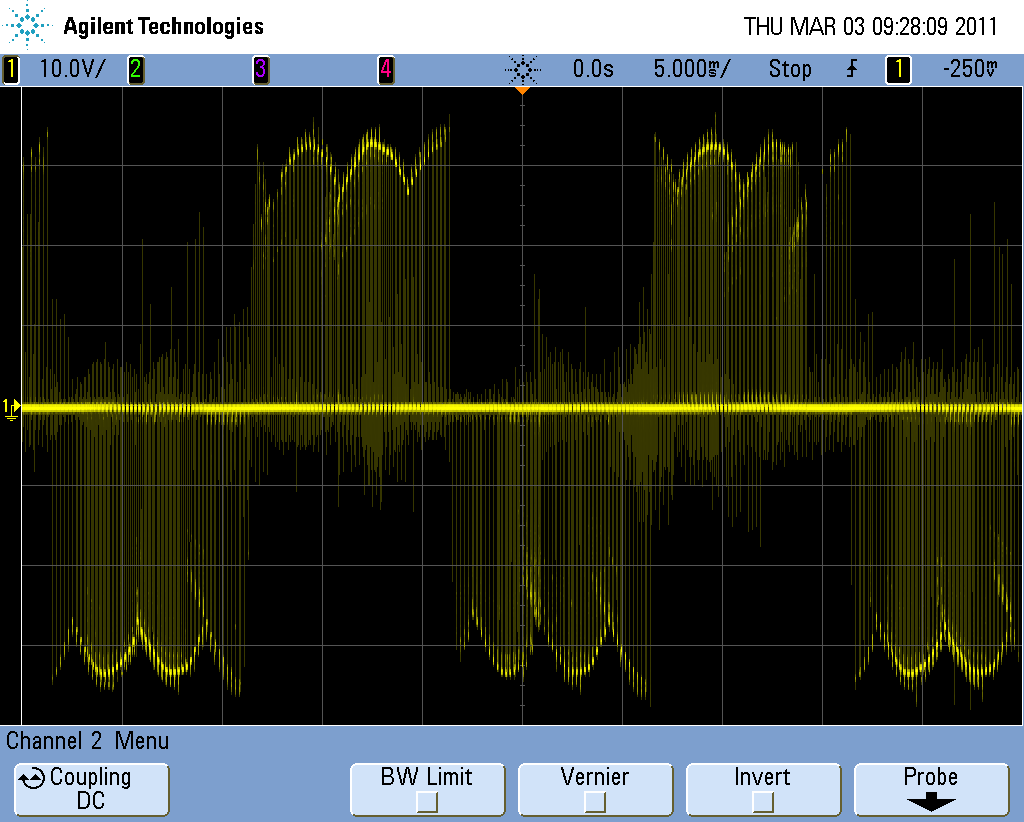 Agilent Technologies THU MAR 03 09:28:09 2011
1 10.0V/ 2 3 4 0.0s 5.000ms/ Stop 1 -250mV
1
Channel 2 Menu
Coupling BW Limit Vernier Invert Probe
DC